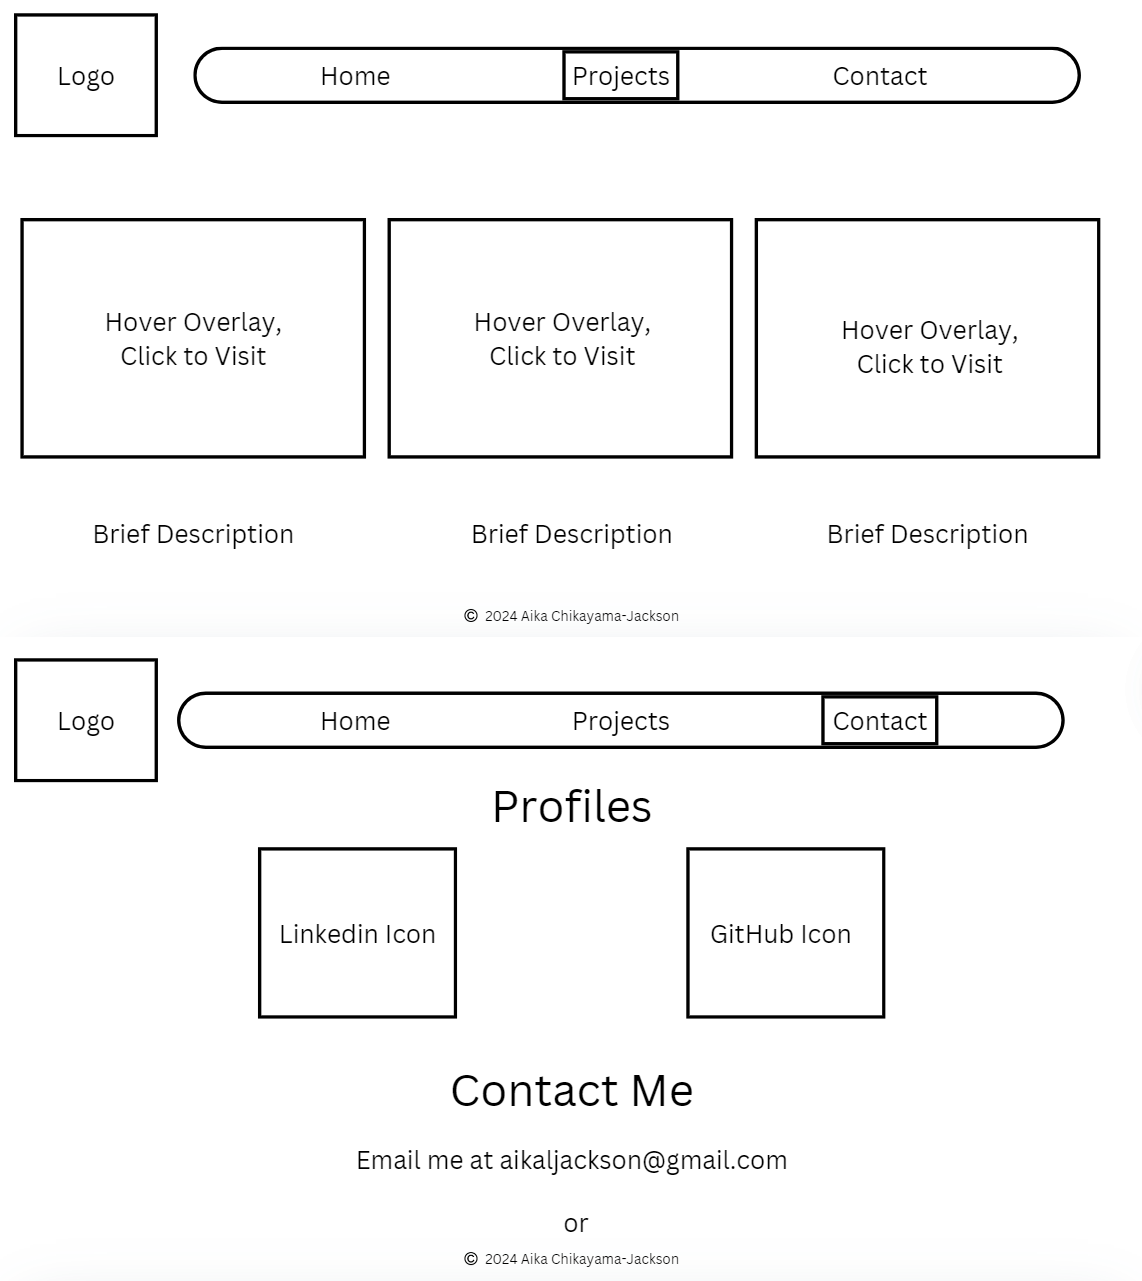 Logo
Home Projects Contact
Hover Overlay,
Click to Visit
Hover Overlay,
Click to Visit
Hover Overlay,
Click to Visit
Brief Description
Brief Description
Brief Description
© 2024 Aika Chikayama-Jackson
Logo
Home Projects Contact
Profiles
Linkedin Icon
GitHub Icon
Contact Me
Email me at aikaljackson@gmail.com
or
© 2024 Aika Chikayama-Jackson